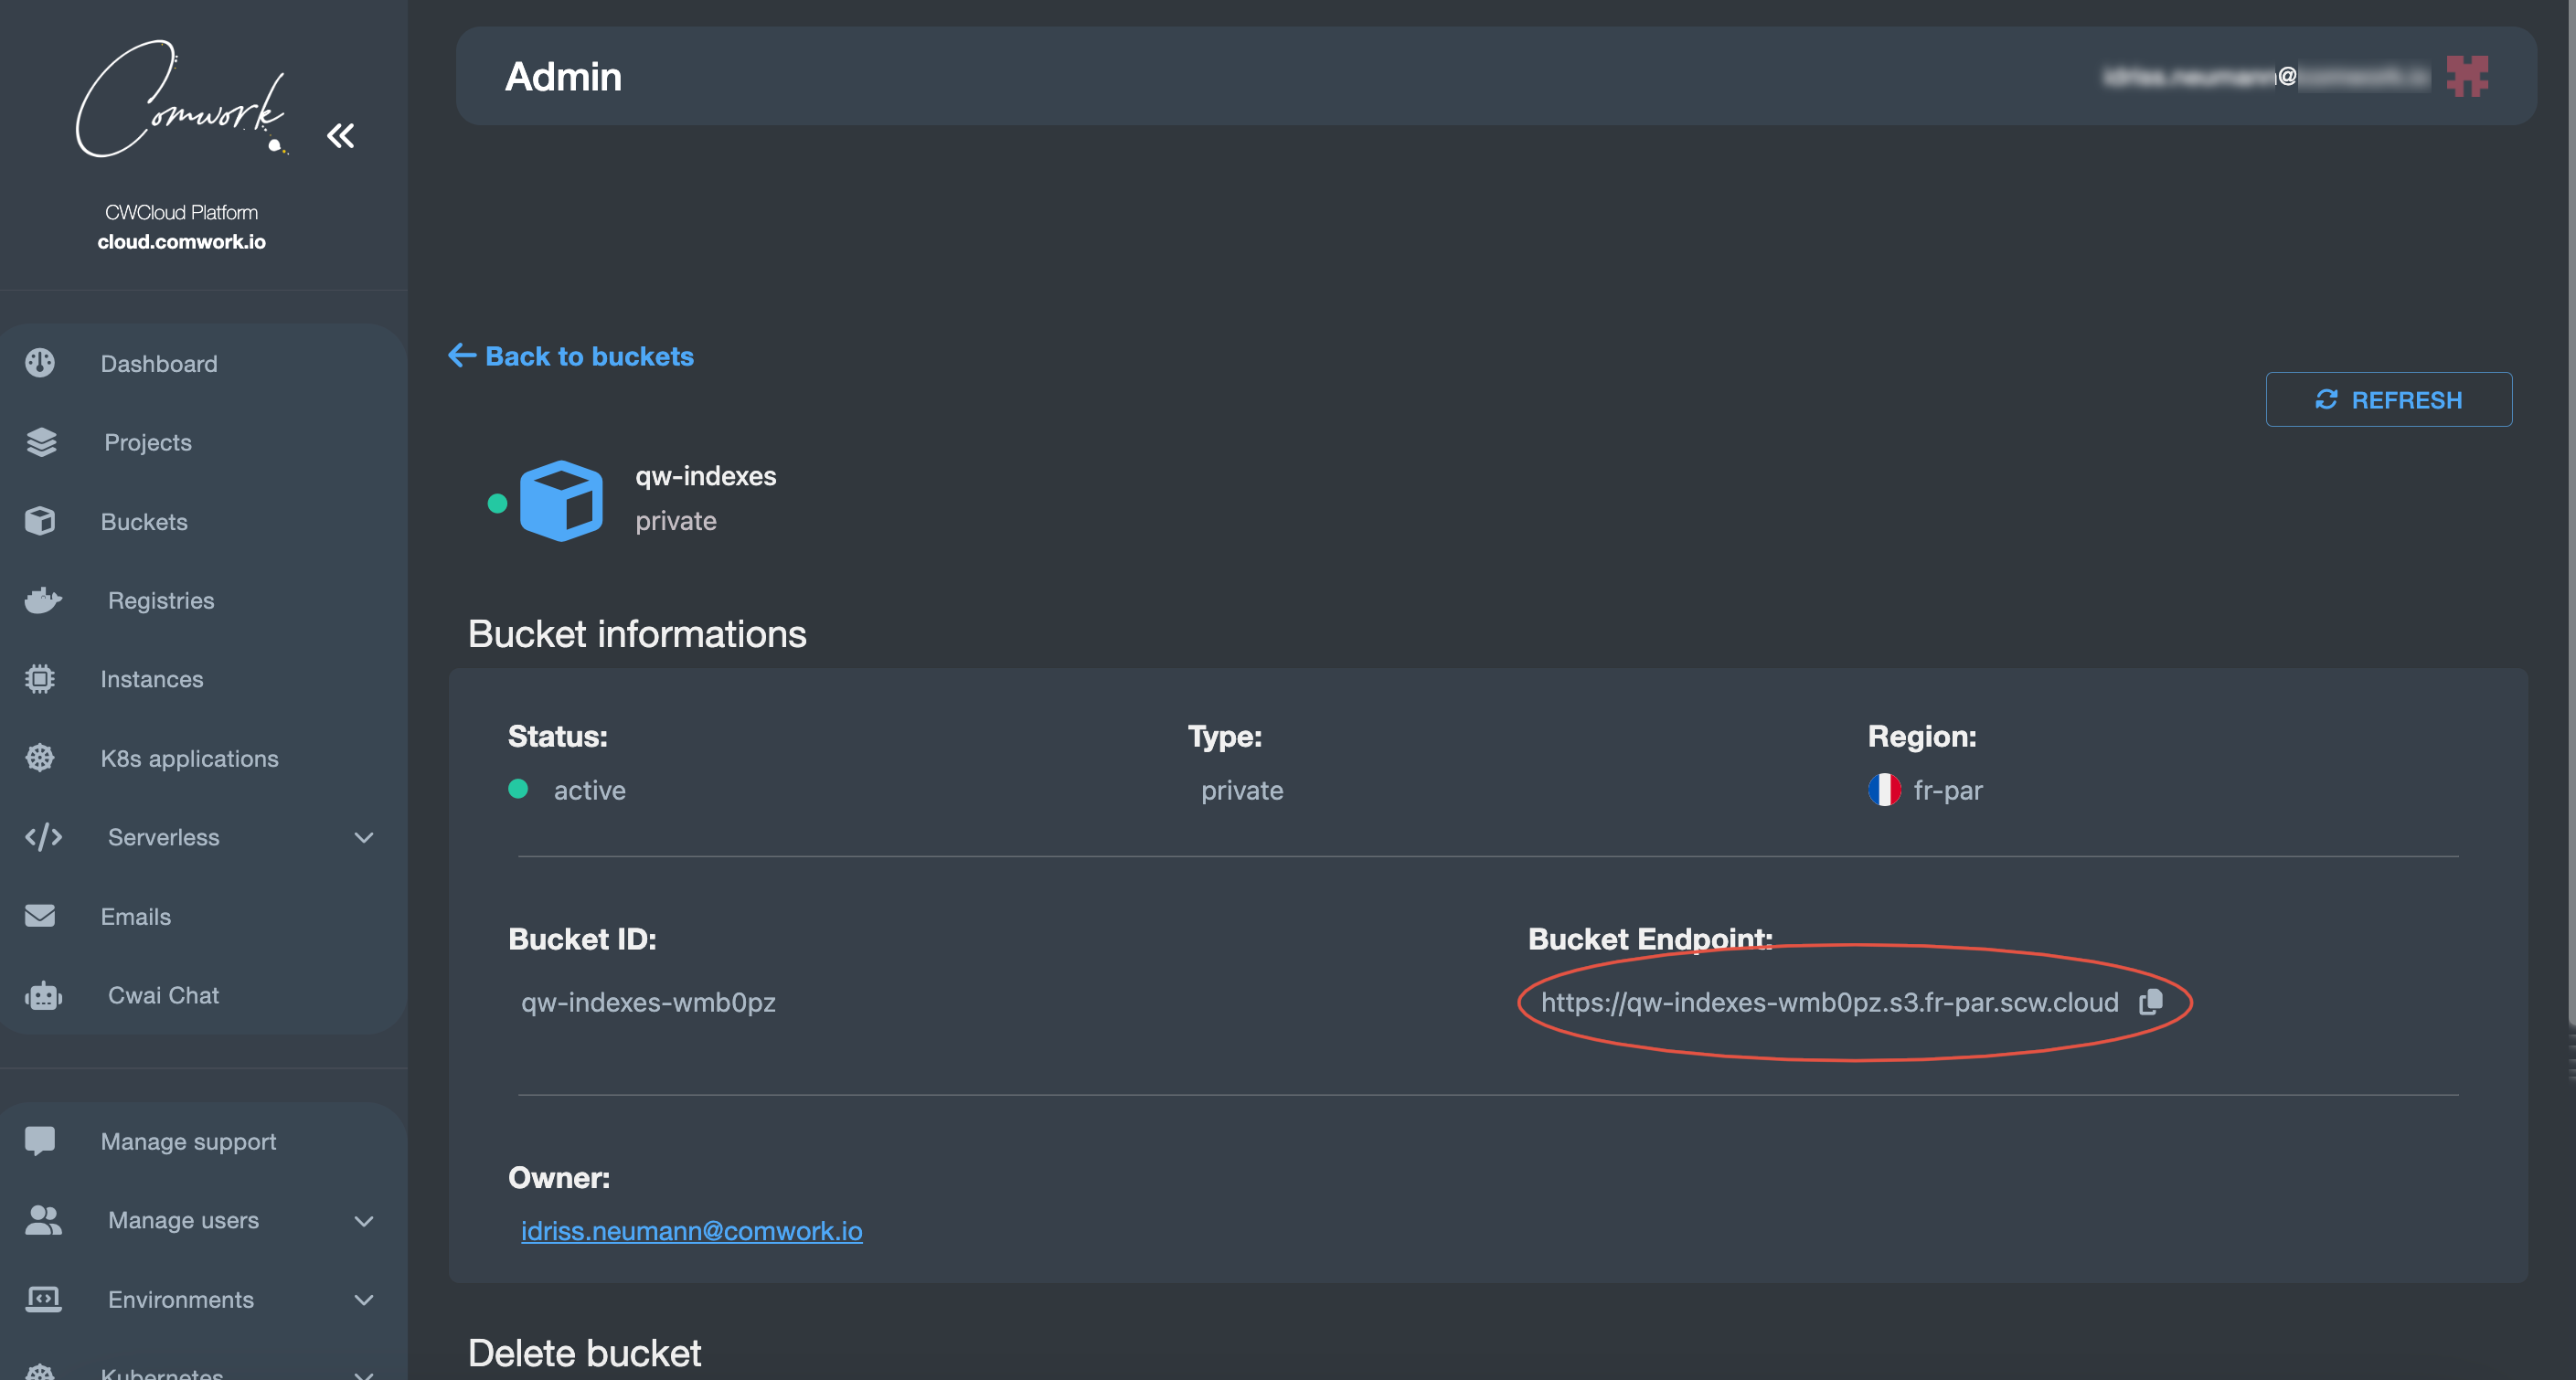 Comwork
CWCloud Platform
cloud.comwork.io
Dashboard
Projects
Buckets
Registries
Instances
K8s applications
Serverless
Emails
Cwai Chat
Manage support
Manage users
Environments
Kubernetes
Admin
@
Back to buckets
REFRESH
qw-indexes
private
Bucket informations
Status: Type: Region:
active private fr-par
Bucket ID: Bucket Endpoint:
qw-indexes-wmb0pz https://qw-indexes-wmb0pz.s3.fr-par.scw.cloud
Owner:
idriss.neumann@comwork.io
Delete bucket